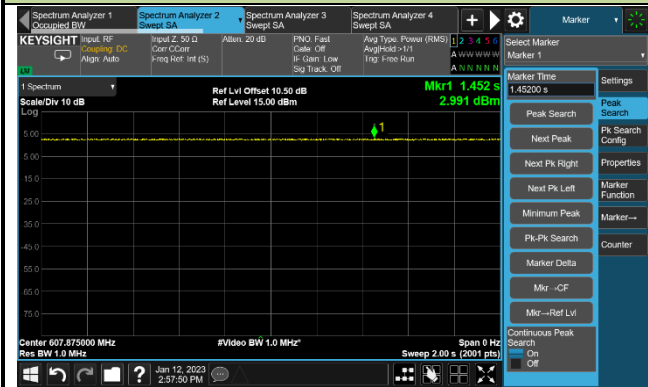 Spectrum Analyzer 1
Occupied BW
Spectrum Analyzer 2
Swept SA
Spectrum Analyzer 3
Swept SA
Spectrum Analyzer 4
Swept SA
+
Marker
KEYSIGHT
Input: RF
Coupling: DC
Align: Auto
Input Z: 50 Ω
Corr CCorr
Freq Ref: Int (S)
Atten: 20 dB
PNO: Fast
Gate: Off
IF Gain: Low
Sig Track: Off
Avg Type: Power (RMS)
Avg|Hold:>1/1
Trig: Free Run
1 2 3 4 5 6
A W W W W W
A N N N N N
LV
Select Marker
Marker 1
1 Spectrum
Scale/Div 10 dB
Log
Ref Lvl Offset 10.50 dB
Ref Level 15.00 dBm
Mkr1 1.452 s
2.991 dBm
1
5.00
-5.00
-15.0
-25.0
-35.0
-45.0
-55.0
-65.0
-75.0
Center 607.875000 MHz
Res BW 1.0 MHz
#Video BW 1.0 MHz*
Span 0 Hz
Sweep 2.00 s (2001 pts)
Marker Time
1.45200 s
Peak Search
Next Peak
Next Pk Right
Next Pk Left
Minimum Peak
Pk-Pk Search
Marker Delta
Mkr→CF
Mkr→Ref Lvl
Continuous Peak
Search
On
Off
Settings
Peak
Search
Pk Search
Config
Properties
Marker
Function
Marker→
Counter
?
Jan 12, 2023
2:57:50 PM